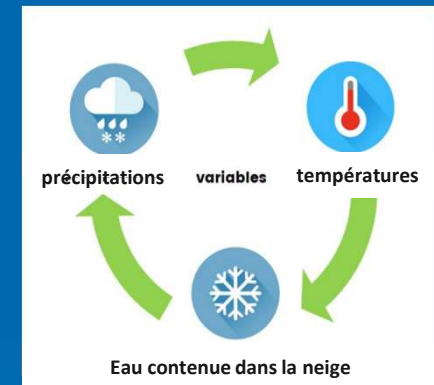 précipitations variables températures
Eau contenue dans la neige